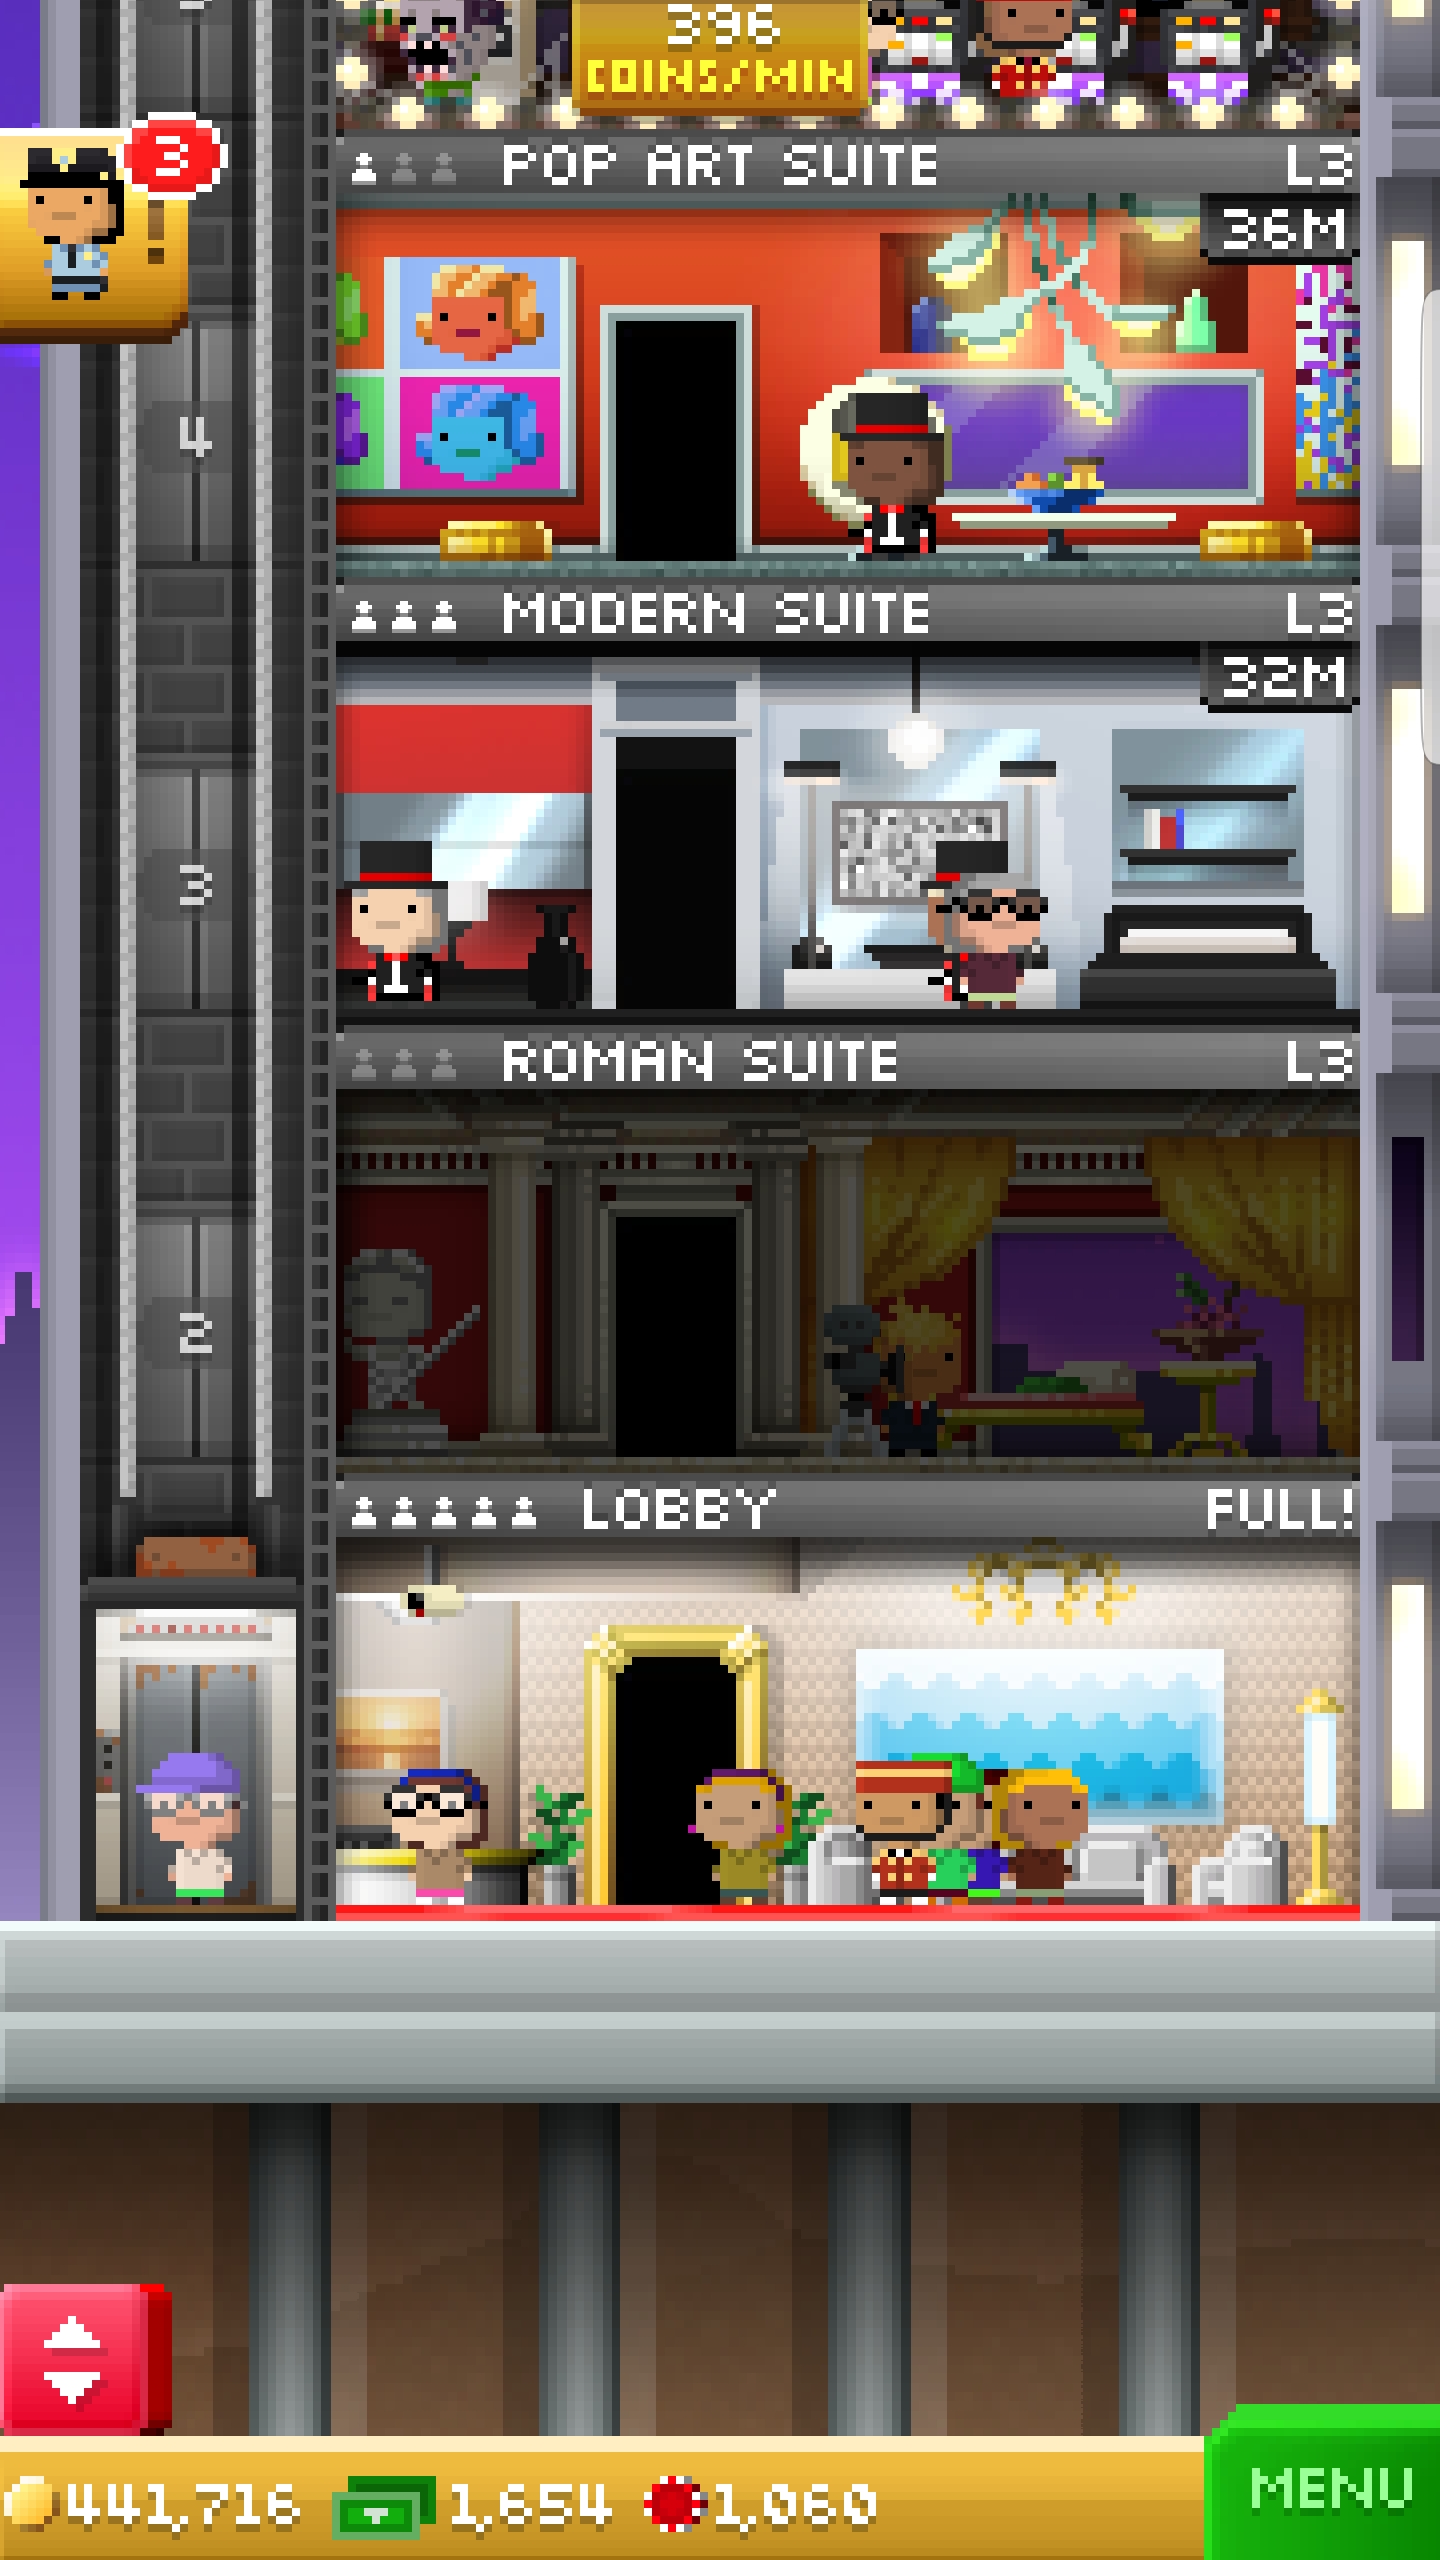 396
COINS/MIN
3
POP ART SUITE L3
36M
4
MODERN SUITE L3
32M
3
ROMAN SUITE L3
2
LOBBY FULL!
441,716 1,654 1,060
MENU